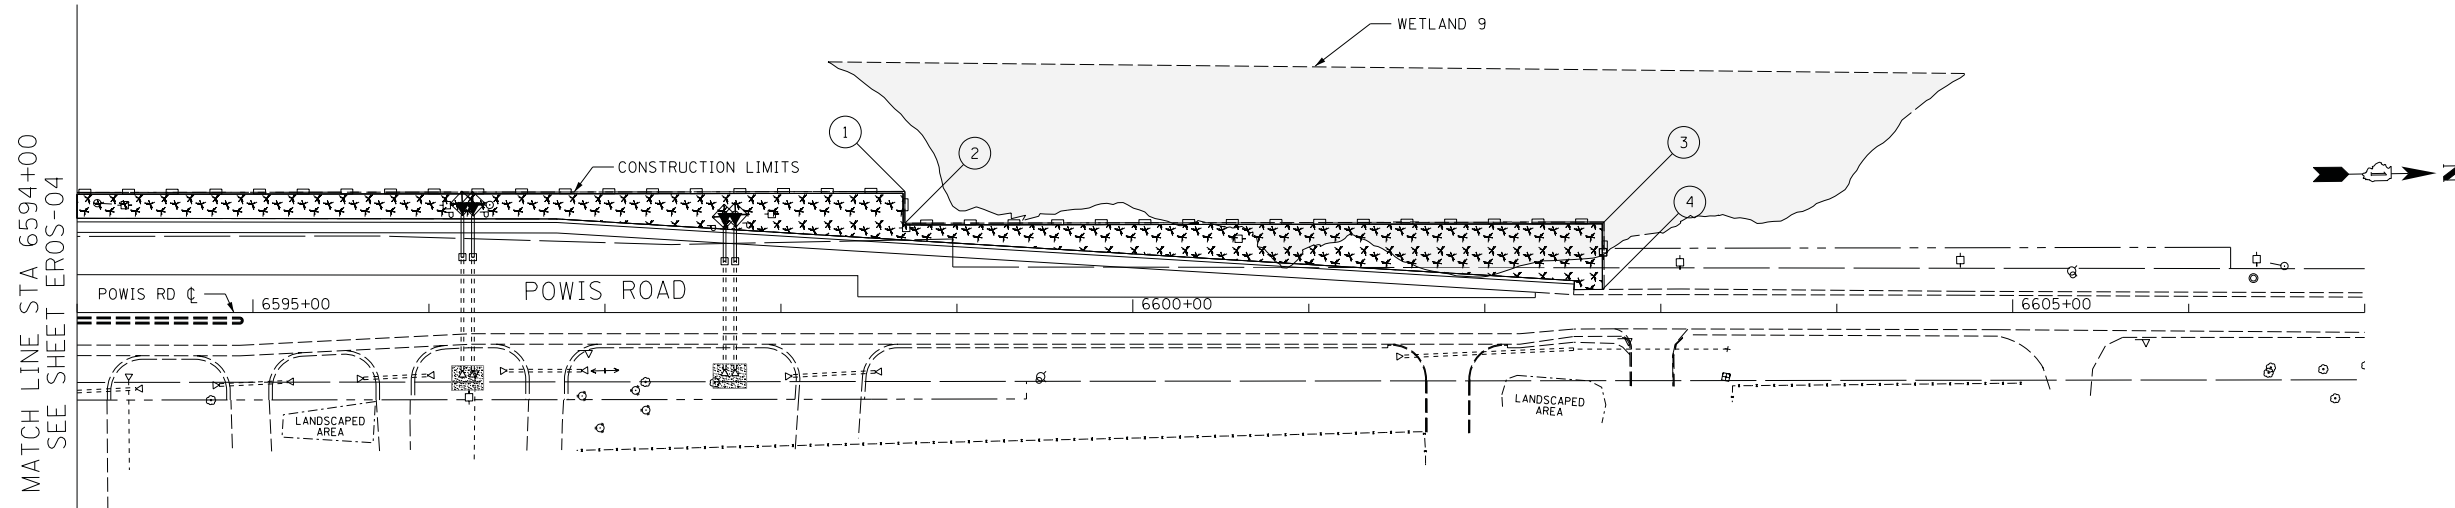 WETLAND 9
1
2
3
CONSTRUCTION LIMITS
4
MATCH LINE STA 6594+00
SEE SHEET EROS-04
POWIS RD ℄
6595+00
POWIS ROAD
6600+00
6605+00
LANDSCAPED
AREA
LANDSCAPED
AREA